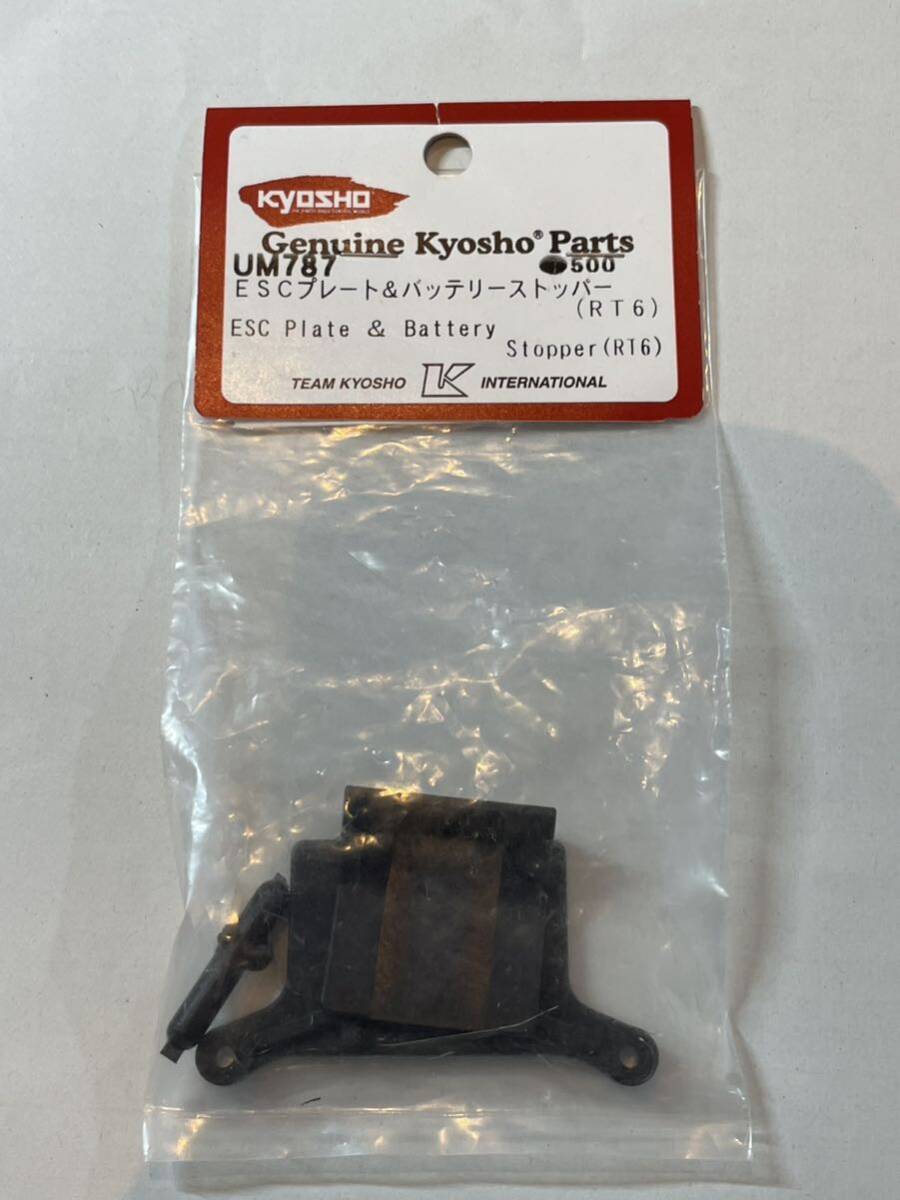 KYOSHO
Genuine Kyosho® Parts
UM787 500
ＥＳＣプレート＆バッテリーストッパー
（ＲＴ６）
ESC Plate & Battery
Stopper(RT6)
TEAM KYOSHO K INTERNATIONAL